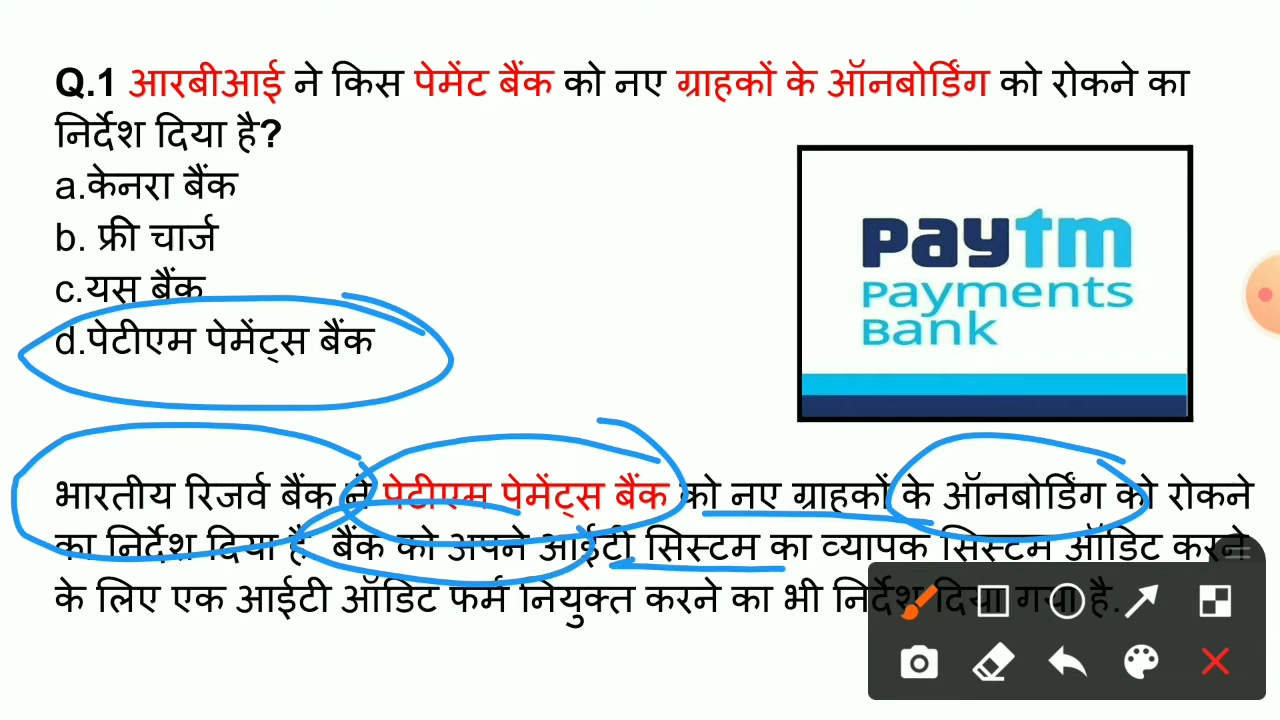 Q.1 आरबीआई ने किस पेमेंट बैंक को नए ग्राहकों के ऑनबोर्डिंग को रोकने का
निर्देश दिया है?
a.केनरा बैंक
b. फ्री चार्ज
c.यस बैंक
d.पेटीएम पेमेंट्स बैंक
paytm
Payments
Bank
भारतीय रिजर्व बैंक ने पेटीएम पेमेंट्स बैंक को नए ग्राहकों के ऑनबोर्डिंग को रोकने
का निर्देश दिया है. बैंक को अपने आईटी सिस्टम का व्यापक सिस्टम ऑडिट करने
के लिए एक आईटी ऑडिट फर्म नियुक्त करने का भी निर्देश दिया गया है.